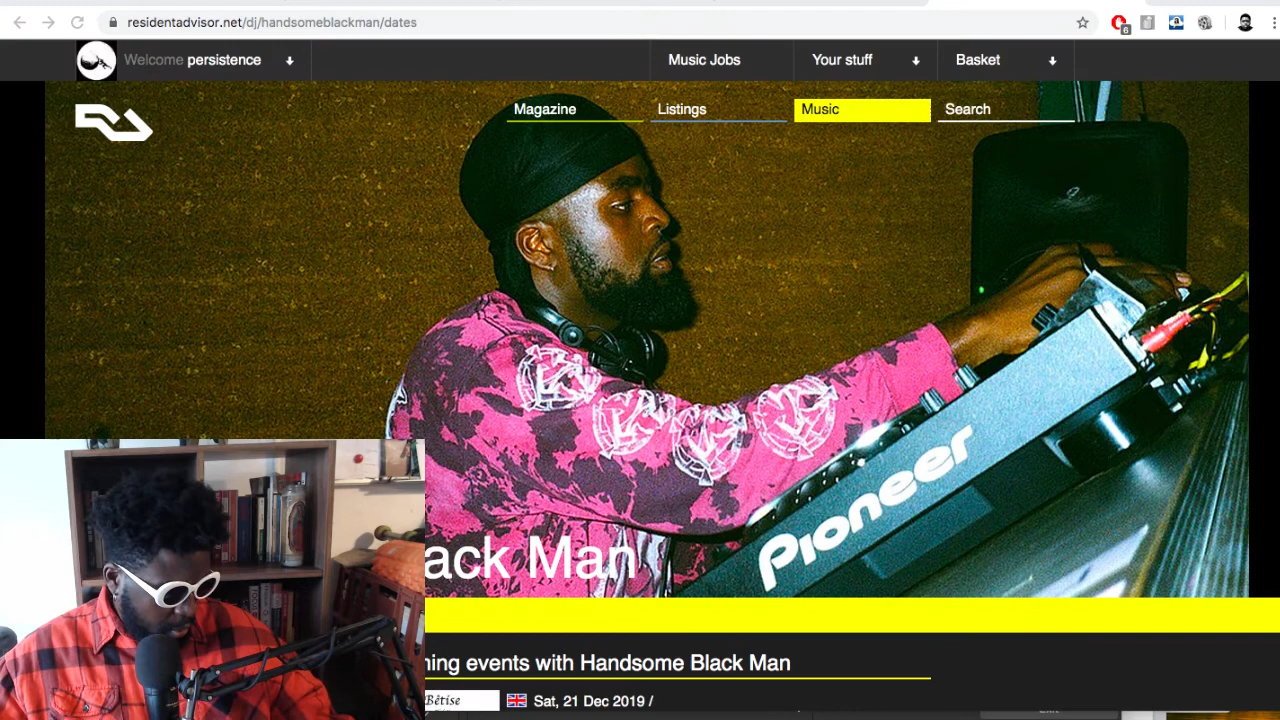 residentadvisor.net/dj/handsomeblackman/dates
6
Welcome persistence
Music Jobs
Your stuff
Basket
Magazine
Listings
Music
Search
Pioneer
ack Man
ning events with Handsome Black Man
Bêtise
Sat, 21 Dec 2019 /